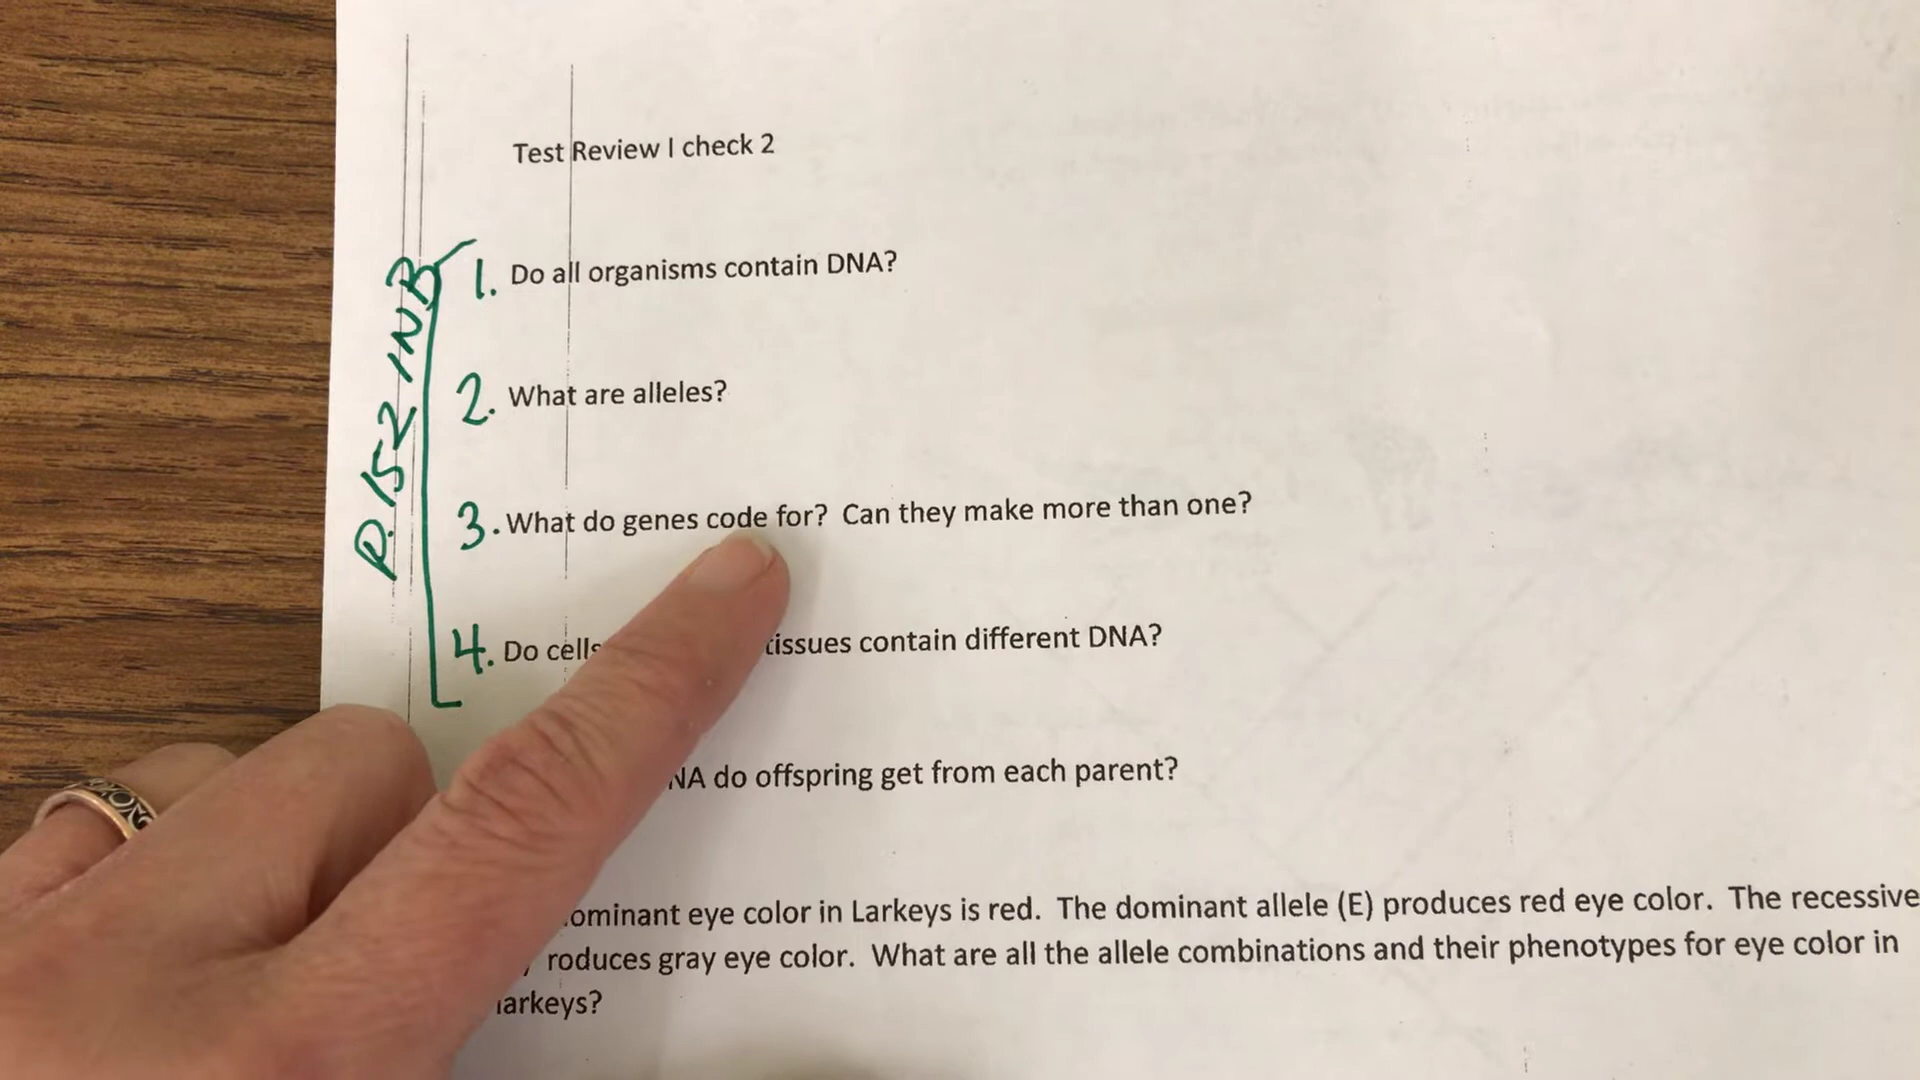 Test Review I check 2
1. Do all organisms contain DNA?
2. What are alleles?
3. What do genes code for? Can they make more than one?
4. Do cells tissues contain different DNA?
NA do offspring get from each parent?
ominant eye color in Larkeys is red. The dominant allele (E) produces red eye color. The recessive
roduces gray eye color. What are all the allele combinations and their phenotypes for eye color in
larkeys?
P. 152 INB